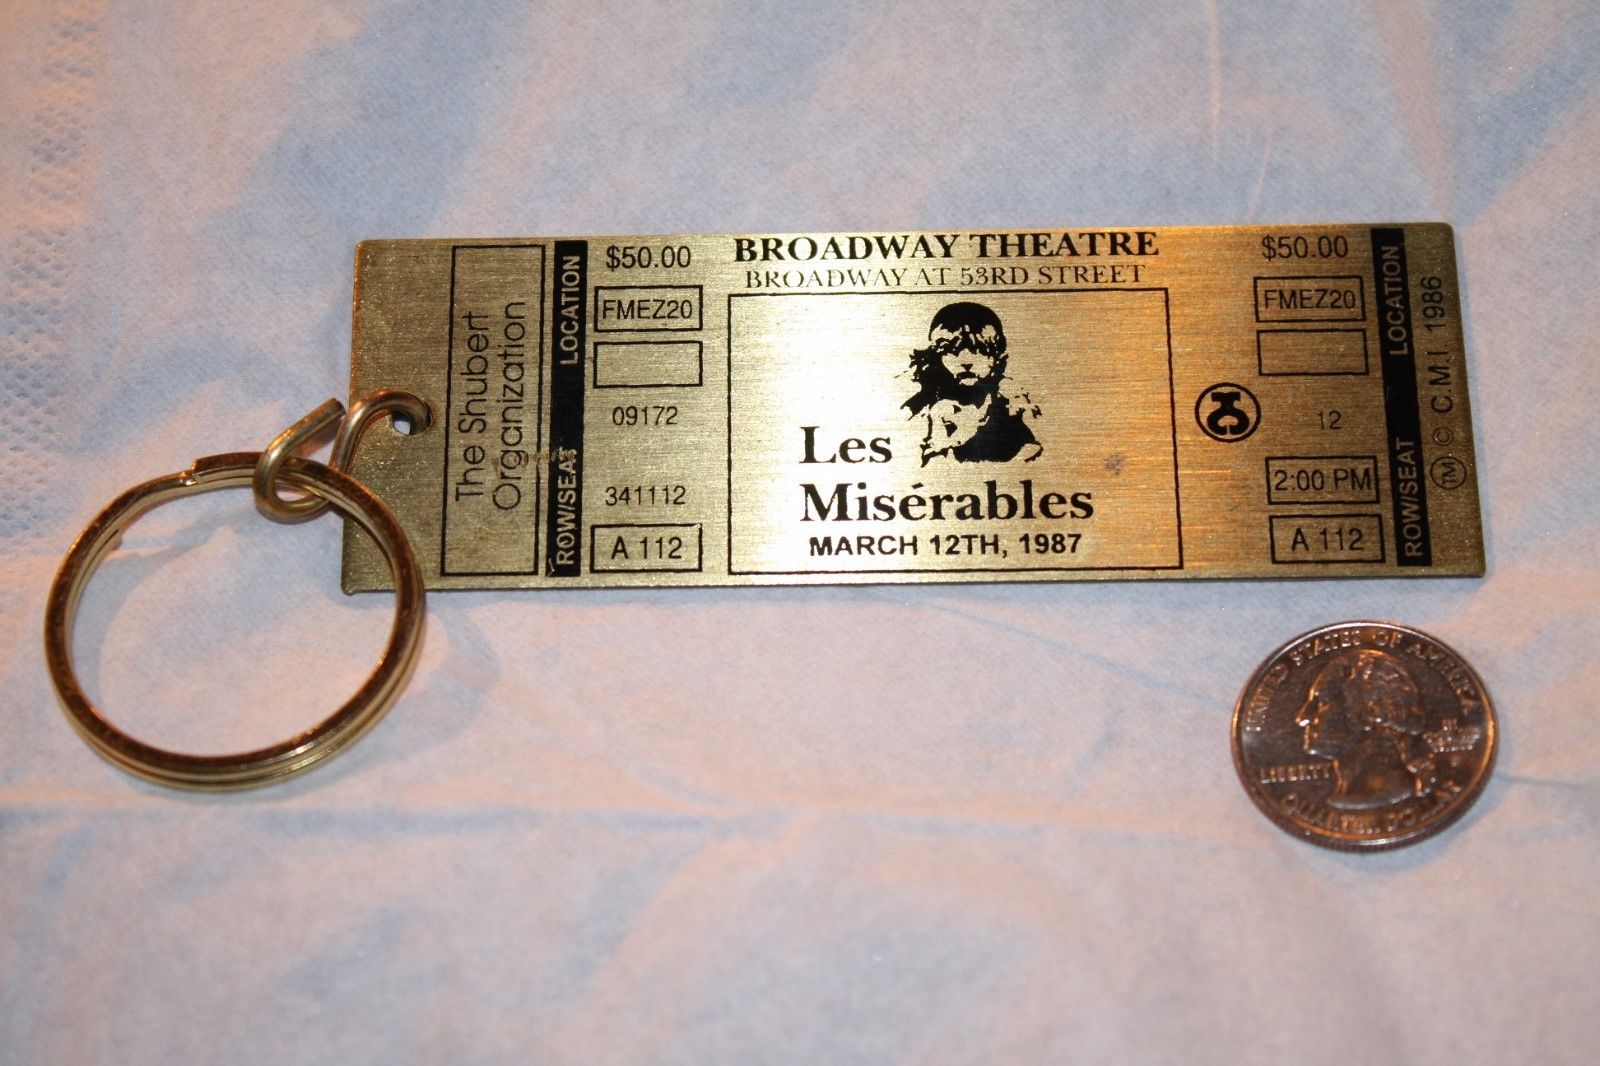 The Shubert
Organization
LOCATION
ROW/SEAT
$50.00
FMEZ20
09172
341112
A 112
BROADWAY THEATRE
BROADWAY AT 53RD STREET
Les
Misérables
MARCH 12TH, 1987
$50.00
FMEZ20
12
2:00 PM
A 112
LOCATION
ROW/SEAT
TM © C.M.I 1986
UNITED STATES OF AMERICA
LIBERTY
QUARTER DOLLAR